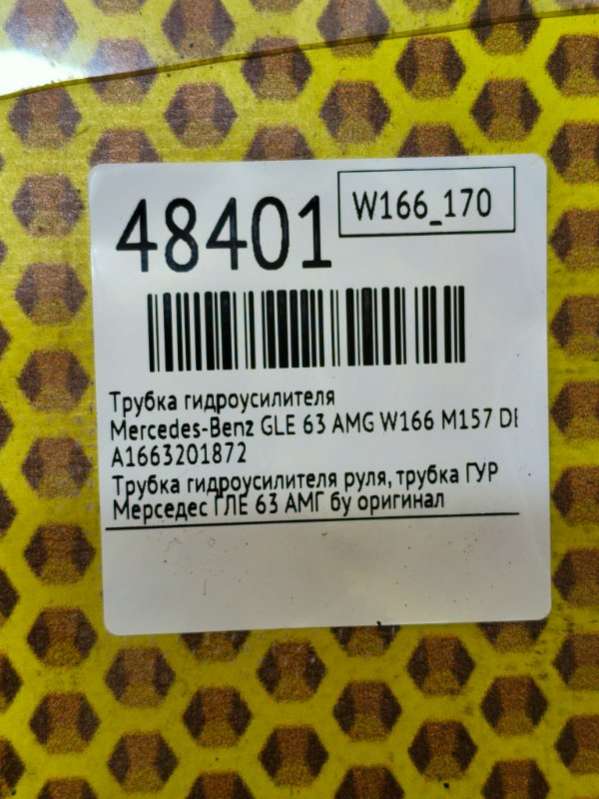 48401
W166_170
Трубка гидроусилителя
Mercedes-Benz GLE 63 AMG W166 M157 DE
A1663201872
Трубка гидроусилителя руля, трубка ГУР
Мерседес ГЛЕ 63 АМГ бу оригинал